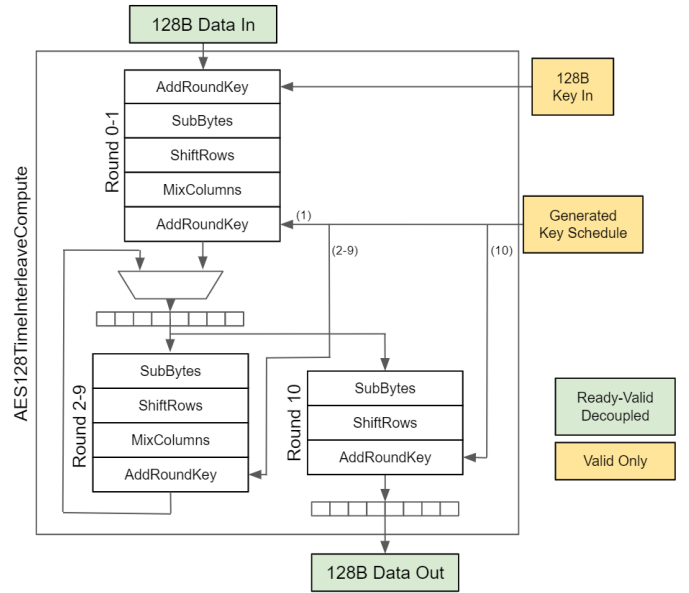 128B Data In
AES128TimeInterleaveCompute
Round 0-1
AddRoundKey
SubBytes
ShiftRows
MixColumns
AddRoundKey
128B
Key In
(1)
(2-9)
(10)
Generated
Key Schedule
Round 2-9
SubBytes
ShiftRows
MixColumns
AddRoundKey
Round 10
SubBytes
ShiftRows
AddRoundKey
Ready-Valid
Decoupled
Valid Only
128B Data Out